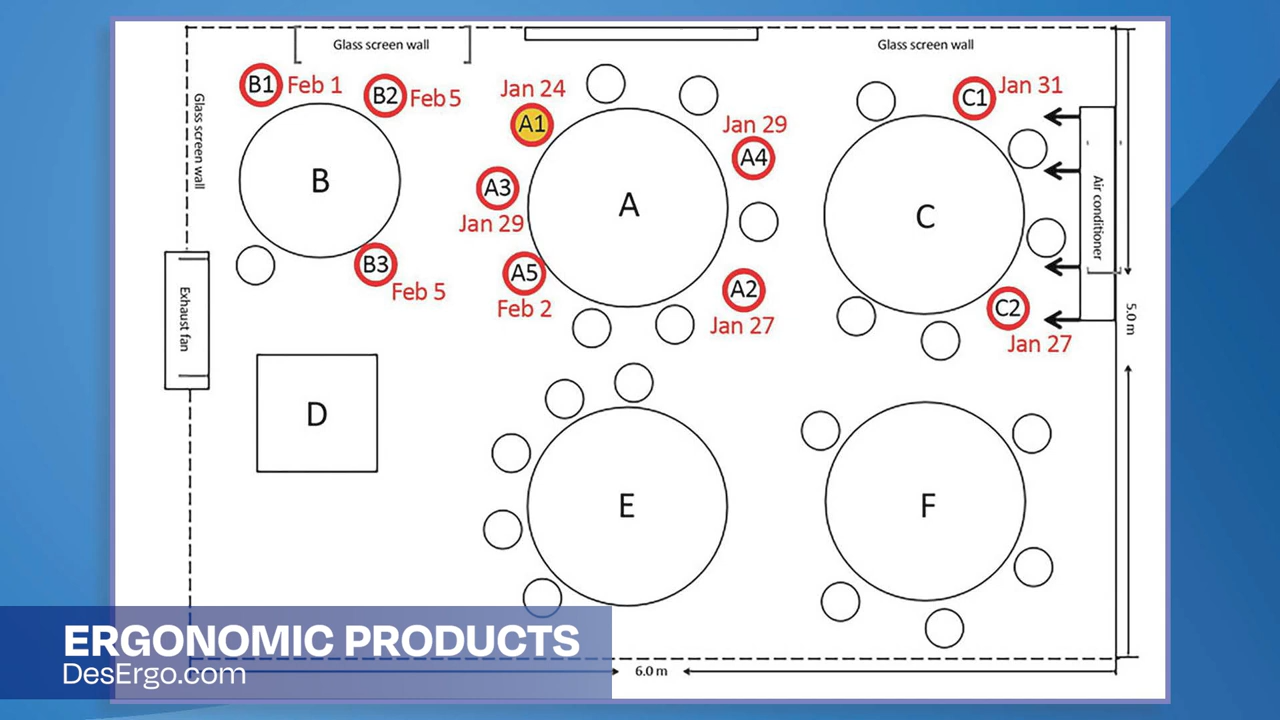 Glass screen wall
Glass screen wall
Glass screen wall
B1 Feb 1
B2 Feb 5
B
B3
Feb 5
Jan 24
A1
A3
Jan 29
A5
Feb 2
A
Jan 29
A4
A2
Jan 27
C1 Jan 31
C
C2
Jan 27
Air conditioner
5.0 m
Exhaust fan
D
E
F
6.0 m
ERGONOMIC PRODUCTS
DesErgo.com